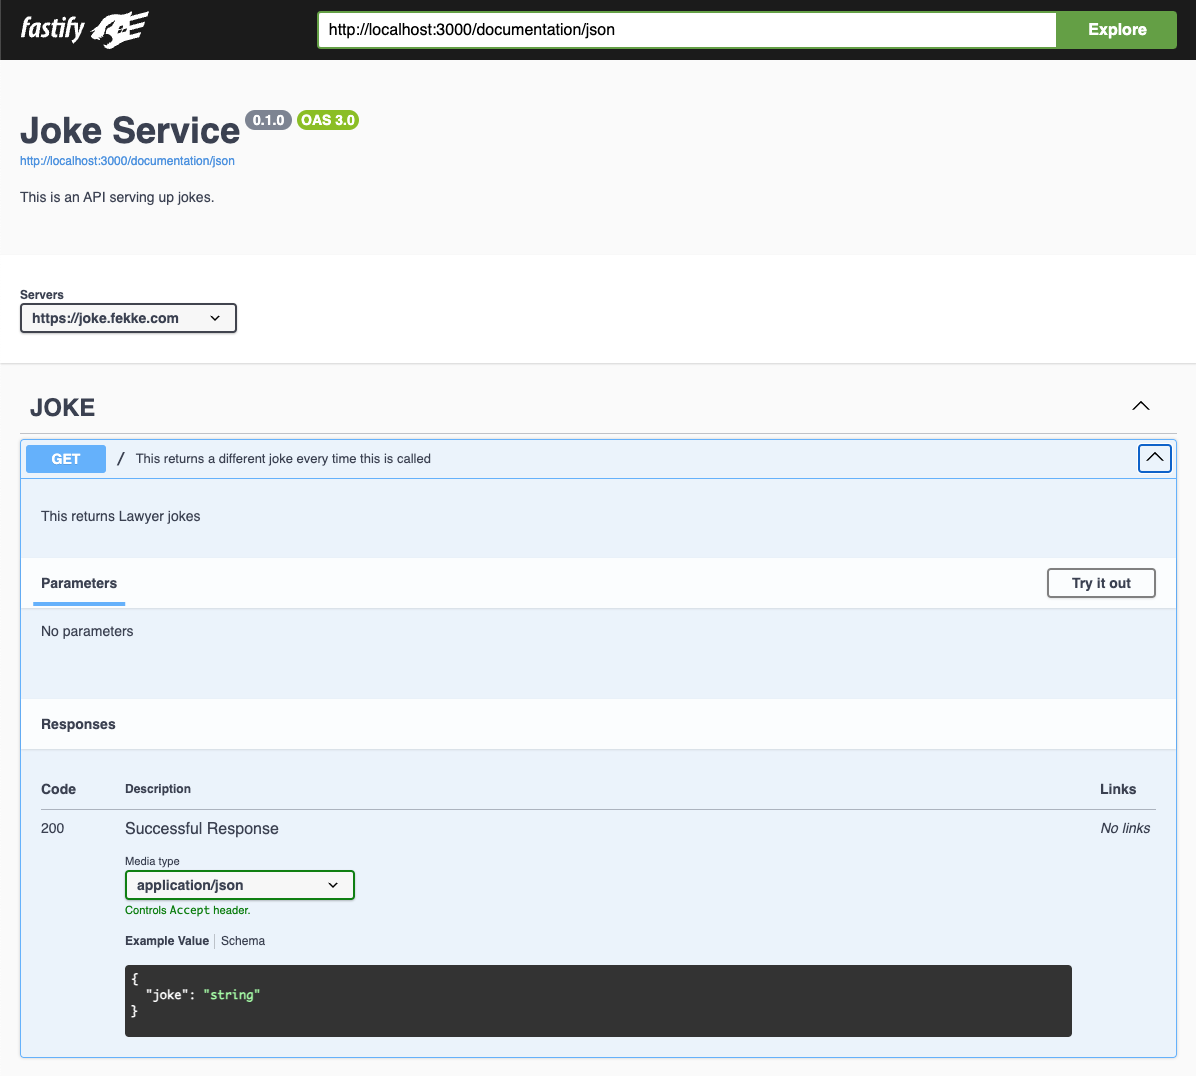 fastify
http://localhost:3000/documentation/json
Explore
Joke Service 0.1.0 OAS 3.0
http://localhost:3000/documentation/json
This is an API serving up jokes.
Servers
https://joke.fekke.com
JOKE
GET / This returns a different joke every time this is called
This returns Lawyer jokes
Parameters
Try it out
No parameters
Responses
Code Description Links
200 Successful Response No links
Media type
application/json
Controls Accept header.
Example Value Schema
{
"joke": "string"
}